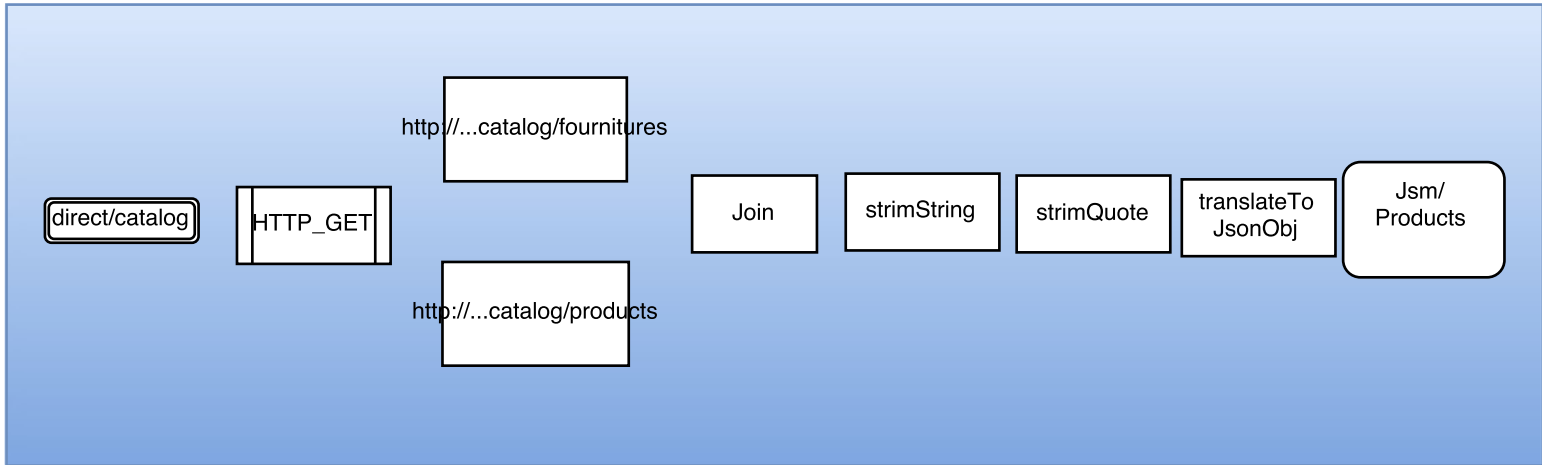 direct/catalog
HTTP_GET
http://...catalog/fournitures
http://...catalog/products
Join
strimString
strimQuote
translateTo
JsonObj
Jsm/
Products